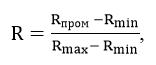 R = (Rпром − Rmin) / (Rmax − Rmin),